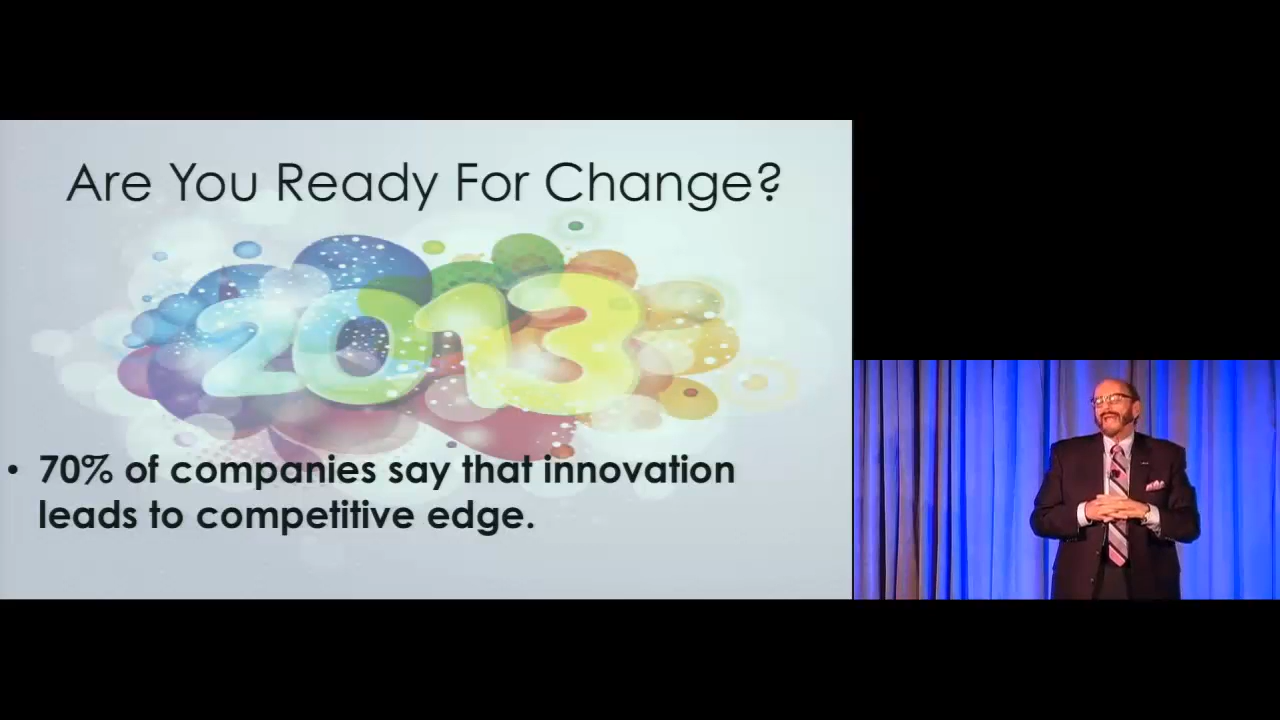 Are You Ready For Change?
2013
• 70% of companies say that innovation
leads to competitive edge.